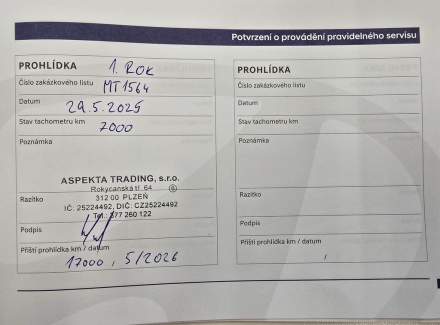 Potvrzení o provádění pravidelného servisu
PROHLÍDKA 1. ROK
Číslo zakázkového listu MT1564
Datum 29.5.2025
Stav tachometru km 7000
Poznámka
ASPEKTA TRADING, s.r.o.
Rokycanská tř. 64 6
Razítko 312 00 PLZEŇ
IČ: 25224492, DIČ: CZ25224492
Tel.: 377 260 122
Podpis
Příští prohlídka km / datum
17000, 5/2026
PROHLÍDKA
Číslo zakázkového listu
Datum
Stav tachometru km
Poznámka
Razítko
Podpis
Příští prohlídka km / datum
/